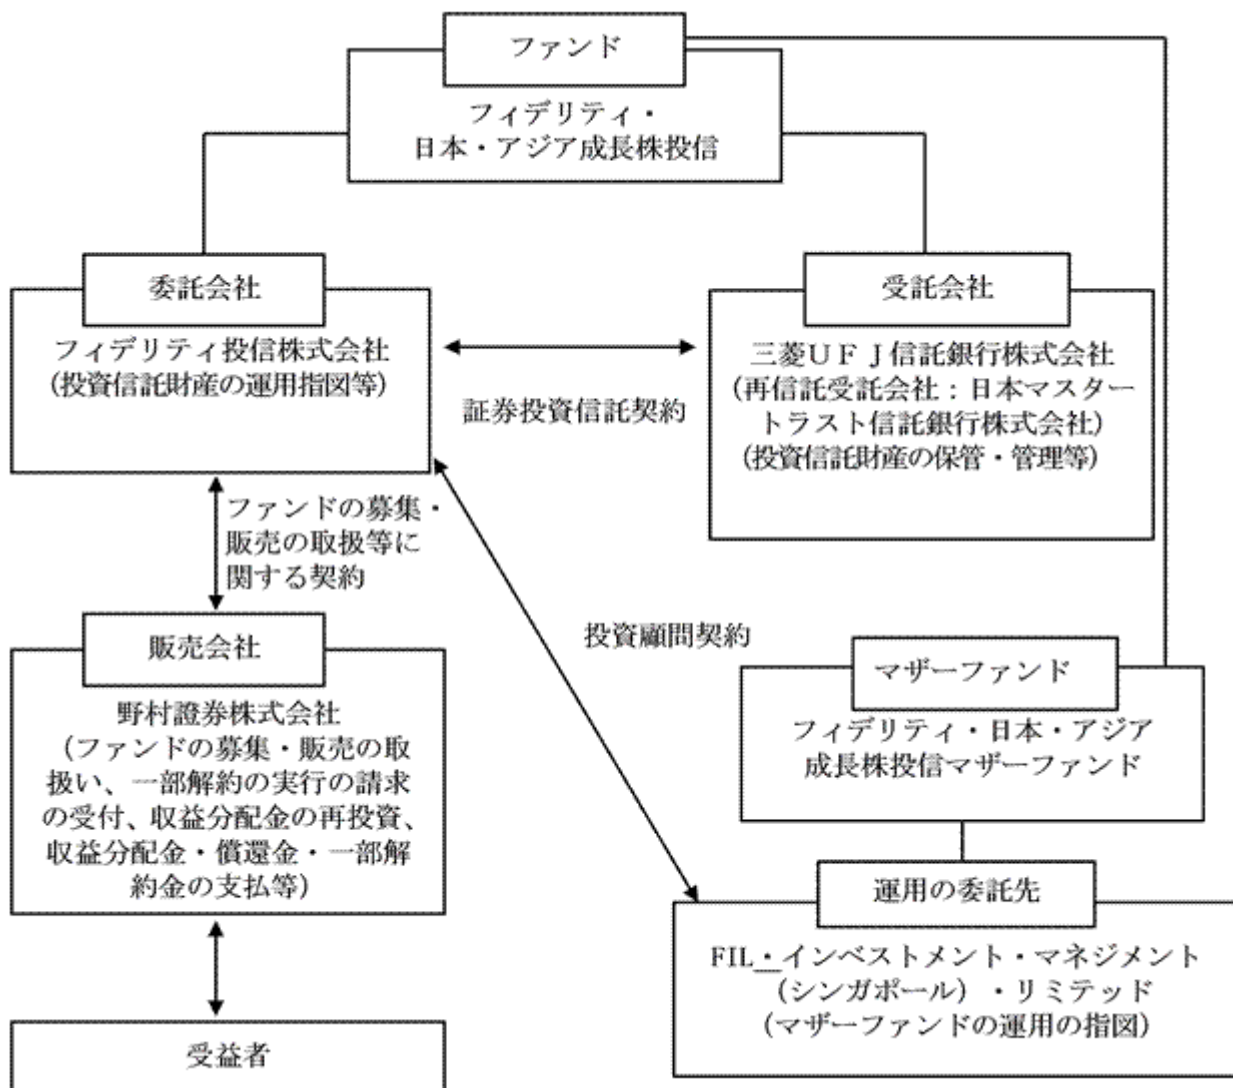 ファンド
フィデリティ・
日本・アジア成長株投信
委託会社
フィデリティ投信株式会社
(投資信託財産の運用指図等)
証券投資信託契約
受託会社
三菱ＵＦＪ信託銀行株式会社
(再信託受託会社：日本マスター
トラスト信託銀行株式会社)
(投資信託財産の保管・管理等)
ファンドの募集・
販売の取扱等に
関する契約
投資顧問契約
販売会社
野村證券株式会社
（ファンドの募集・販売の取
扱い、一部解約の実行の請求
の受付、収益分配金の再投資、
収益分配金・償還金・一部解
約金の支払等）
マザーファンド
フィデリティ・日本・アジア
成長株投信マザーファンド
運用の委託先
FIL・インベストメント・マネジメント
（シンガポール）・リミテッド
(マザーファンドの運用の指図)
受益者